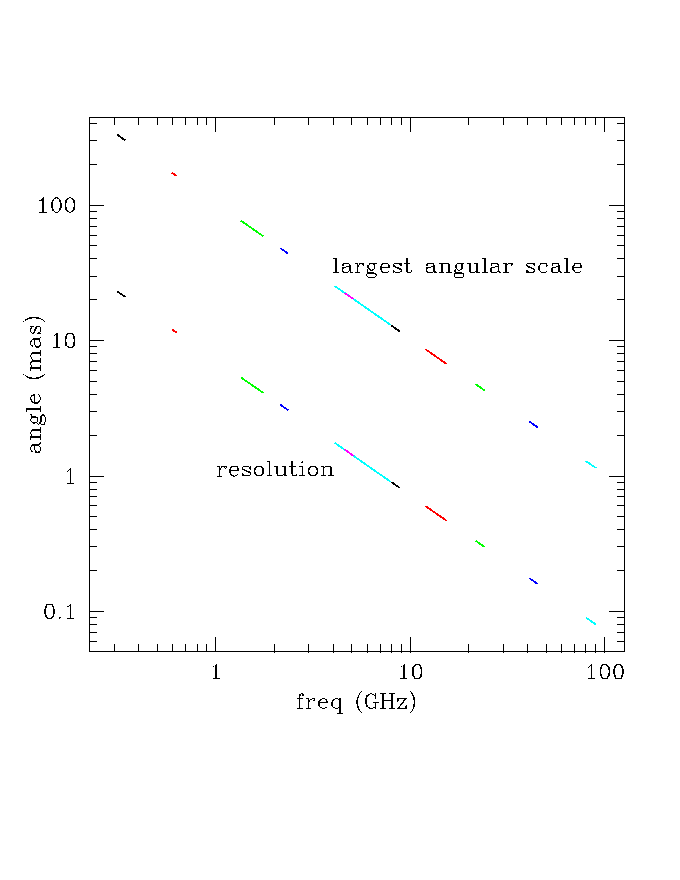 100
largest angular scale
10
angle (mas)
resolution
1
0.1
1 10 100
freq (GHz)